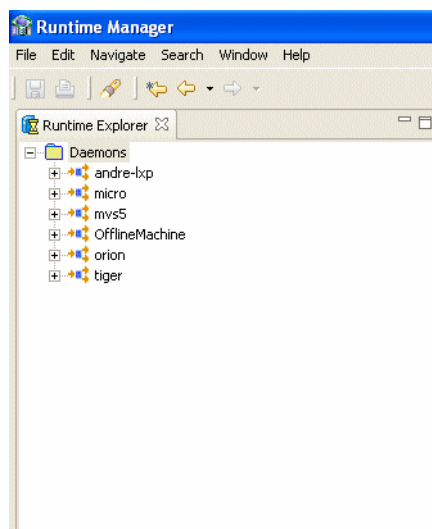 Runtime Manager
File Edit Navigate Search Window Help
Runtime Explorer
Daemons
andre-lxp
micro
mvs5
OfflineMachine
orion
tiger